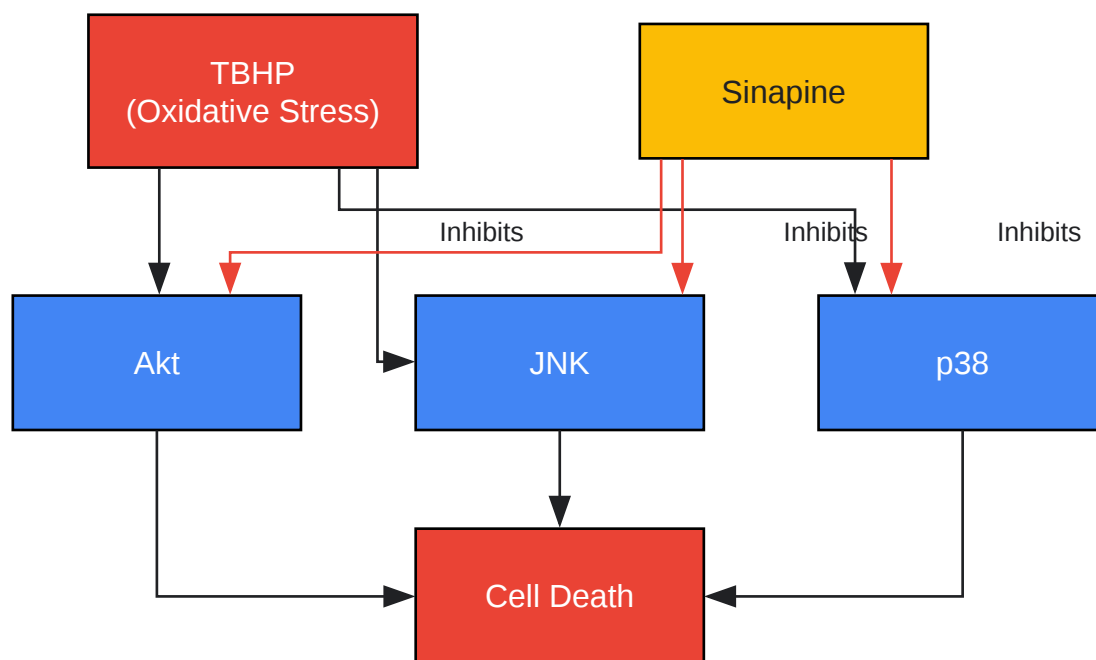 TBHP
(Oxidative Stress)
Sinapine
Inhibits
Inhibits
Inhibits
Akt
JNK
p38
Cell Death